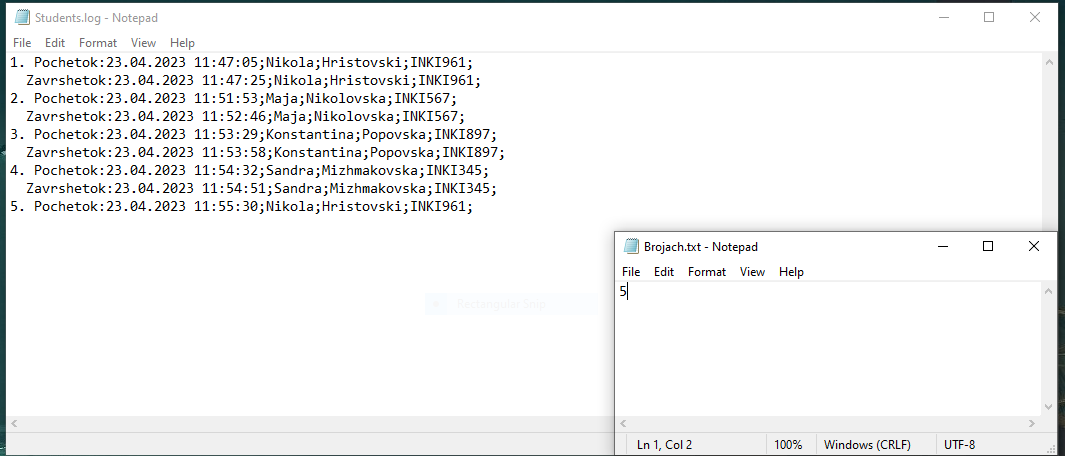 Students.log - Notepad
File Edit Format View Help
1. Pochetok:23.04.2023 11:47:05;Nikola;Hristovski;INKI961;
Zavrshetok:23.04.2023 11:47:25;Nikola;Hristovski;INKI961;
2. Pochetok:23.04.2023 11:51:53;Maja;Nikolovska;INKI567;
Zavrshetok:23.04.2023 11:52:46;Maja;Nikolovska;INKI567;
3. Pochetok:23.04.2023 11:53:29;Konstantina;Popovska;INKI897;
Zavrshetok:23.04.2023 11:53:58;Konstantina;Popovska;INKI897;
4. Pochetok:23.04.2023 11:54:32;Sandra;Mizhmakovska;INKI345;
Zavrshetok:23.04.2023 11:54:51;Sandra;Mizhmakovska;INKI345;
5. Pochetok:23.04.2023 11:55:30;Nikola;Hristovski;INKI961;
Rectangular Snip
Brojach.txt - Notepad
File Edit Format View Help
5
Ln 1, Col 2 100% Windows (CRLF) UTF-8